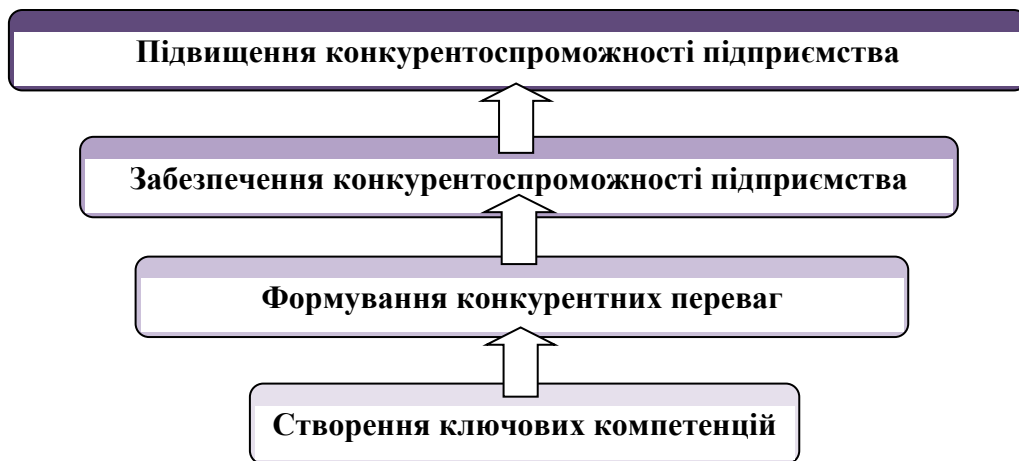 Підвищення конкурентоспроможності підприємства
Забезпечення конкурентоспроможності підприємства
Формування конкурентних переваг
Створення ключових компетенцій